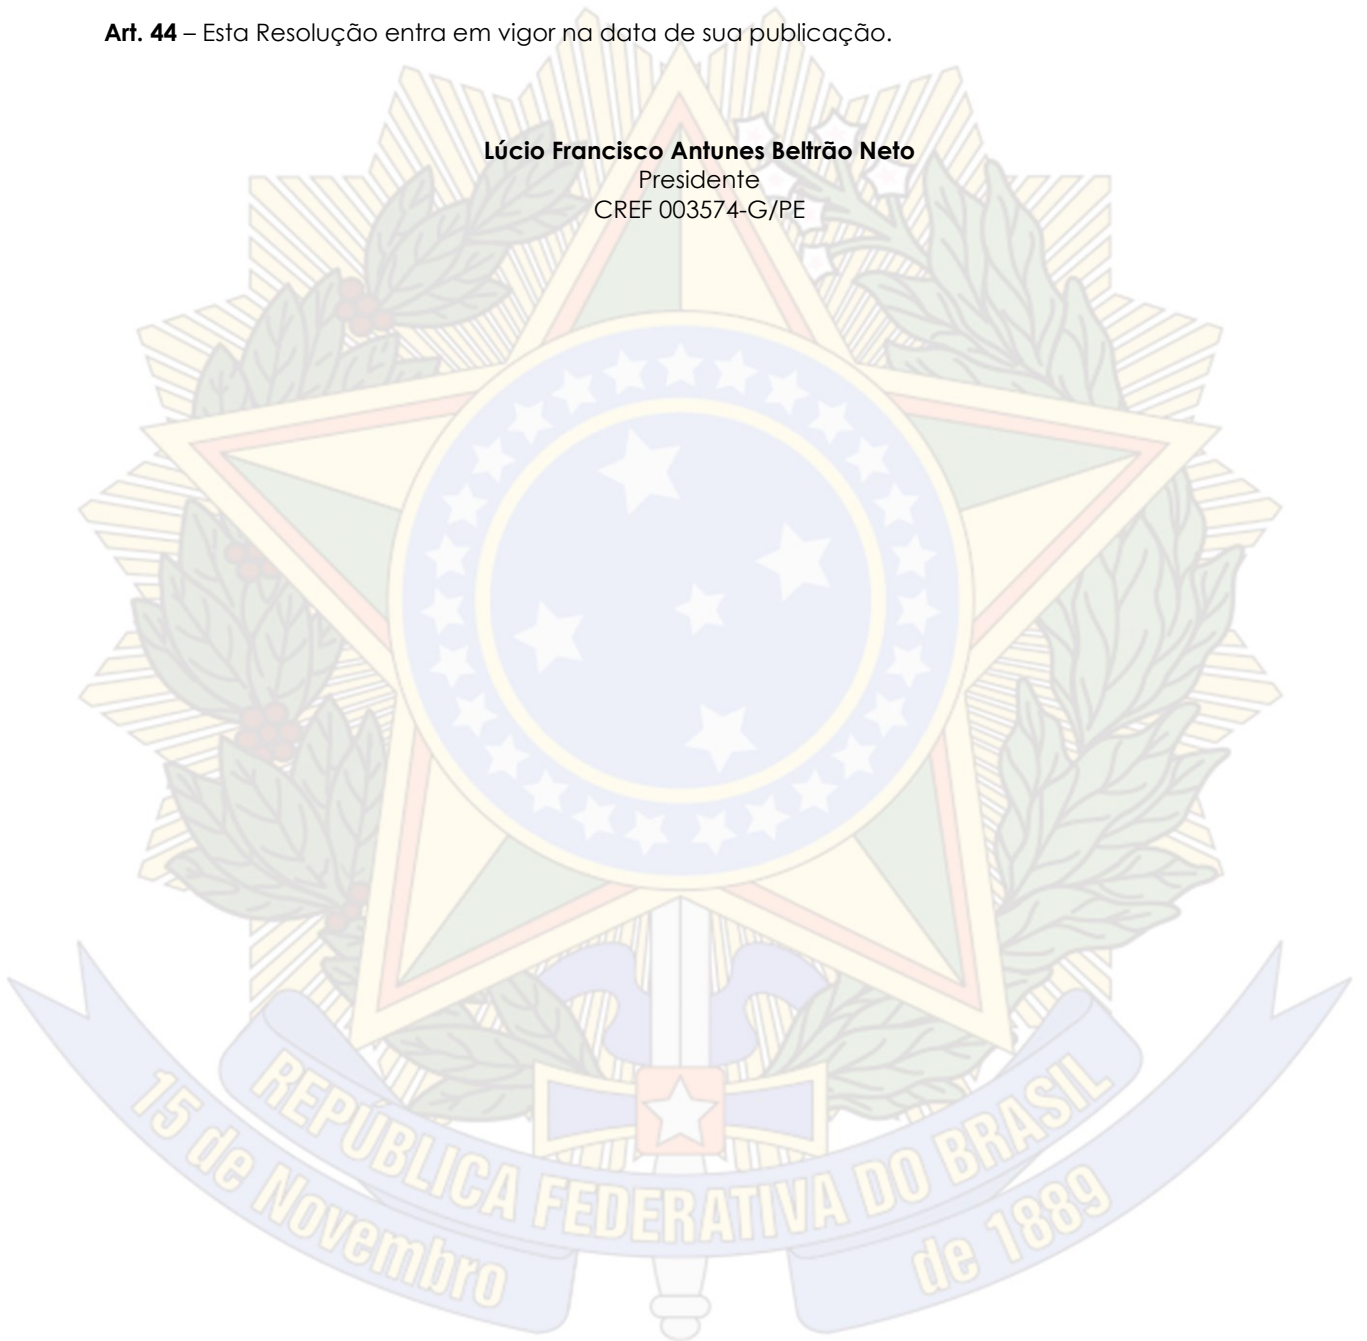 Art. 44 – Esta Resolução entra em vigor na data de sua publicação.
Lúcio Francisco Antunes Beltrão Neto
Presidente
CREF 003574-G/PE
REPÚBLICA FEDERATIVA DO BRASIL
15 de Novembro de 1889